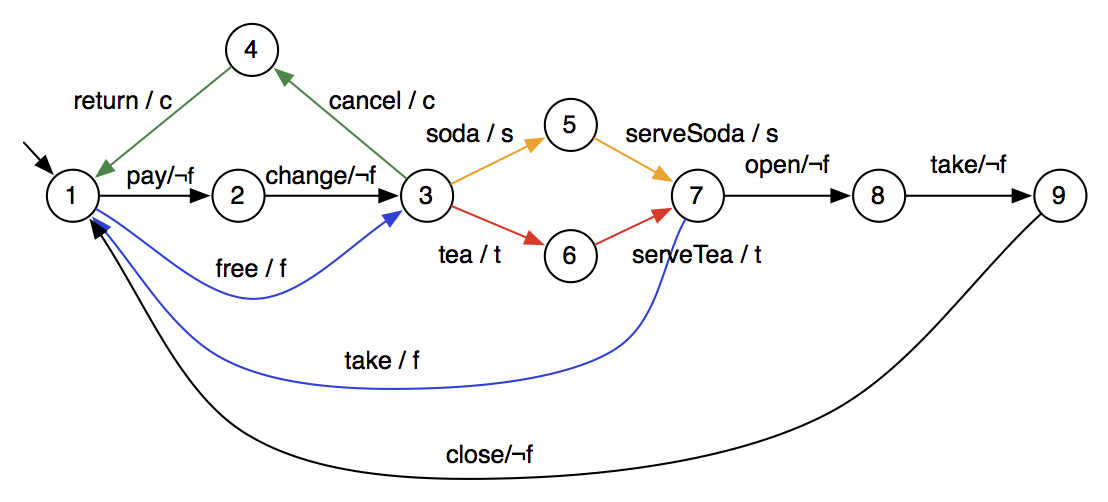 4
return / c
cancel / c
soda / s
5
serveSoda / s
pay/¬f
change/¬f
open/¬f
take/¬f
1
2
3
7
8
9
tea / t
6
serveTea / t
free / f
take / f
close/¬f